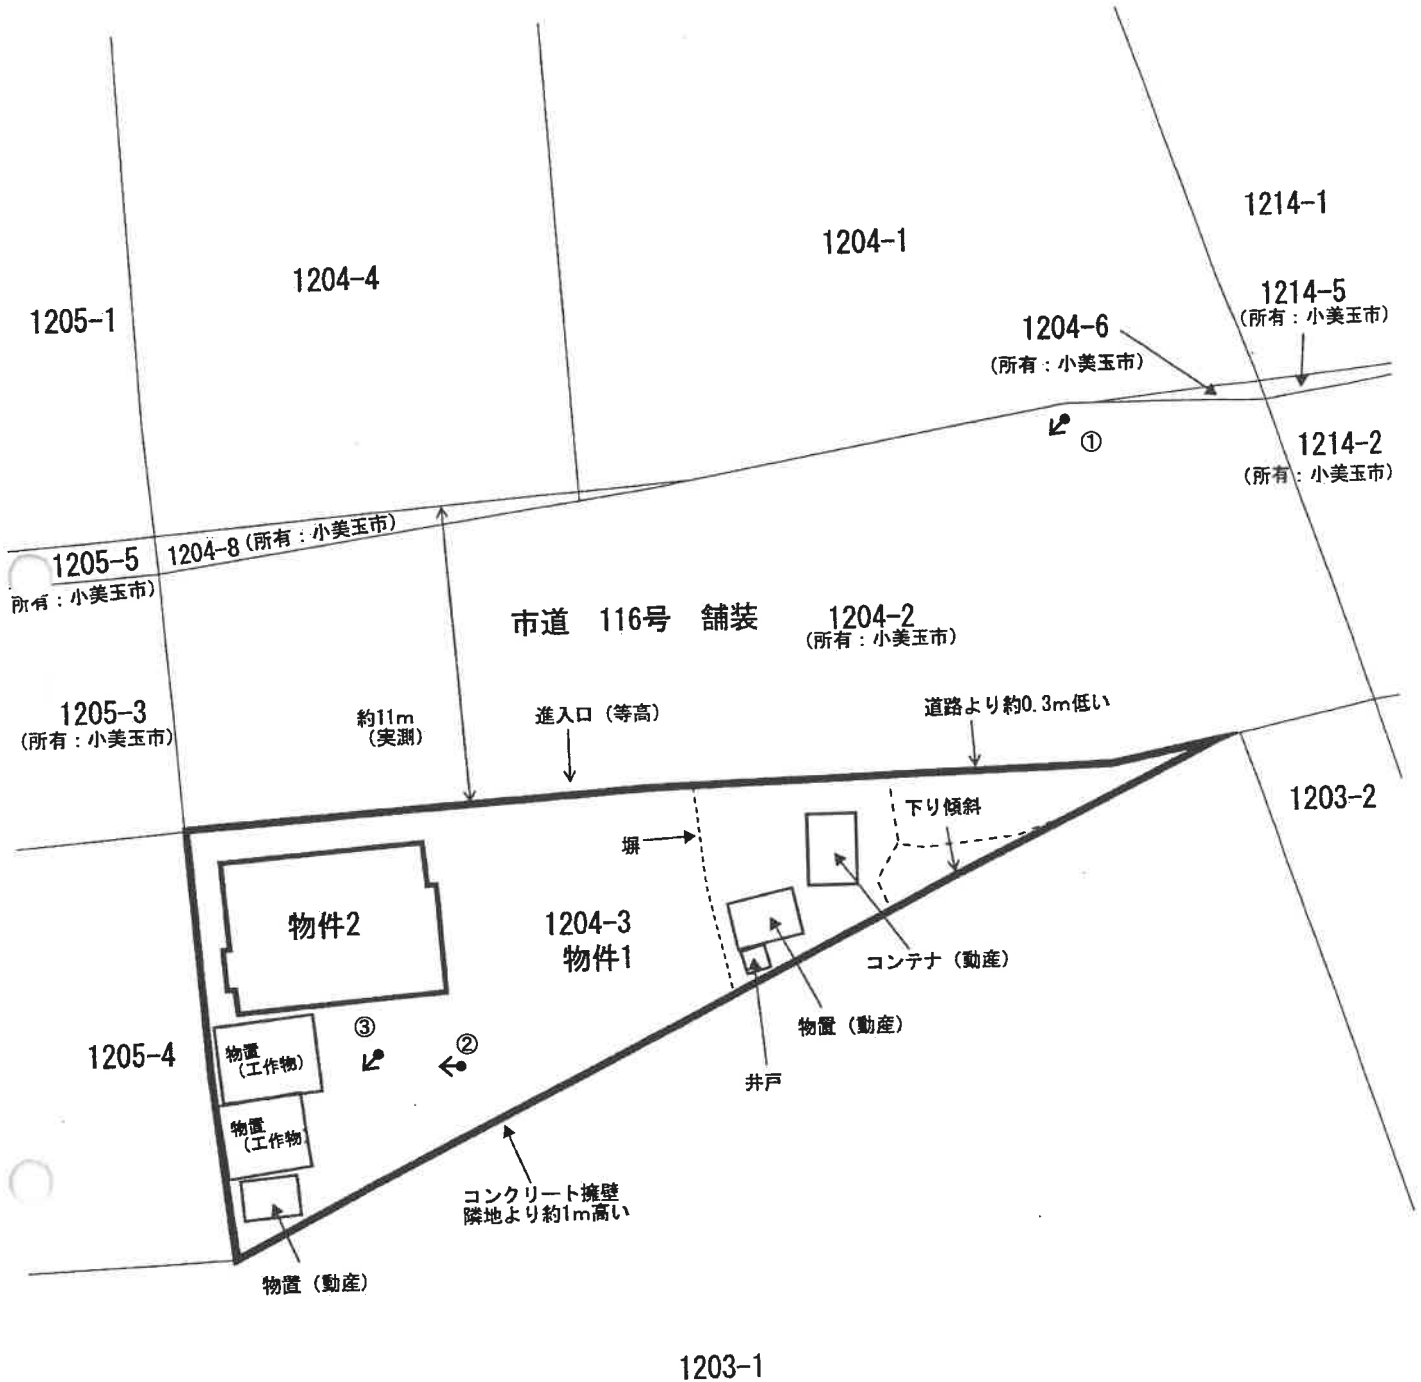 1214-1
1204-1
1204-4
1205-1
1214-5
(所有：小美玉市)
1204-6
(所有：小美玉市)
①
1214-2
(所有：小美玉市)
1204-8 (所有：小美玉市)
1205-5
所有：小美玉市)
市道 116号 舗装
1204-2
(所有：小美玉市)
1205-3
(所有：小美玉市)
約11m
(実測)
進入口（等高）
道路より約0.3m低い
1203-2
下り傾斜
塀
物件2
1204-3
物件1
コンテナ（動産）
物置（動産）
井戸
③
②
1205-4
物置
(工作物)
物置
(工作物
コンクリート擁壁
隣地より約1m高い
物置（動産）
1203-1